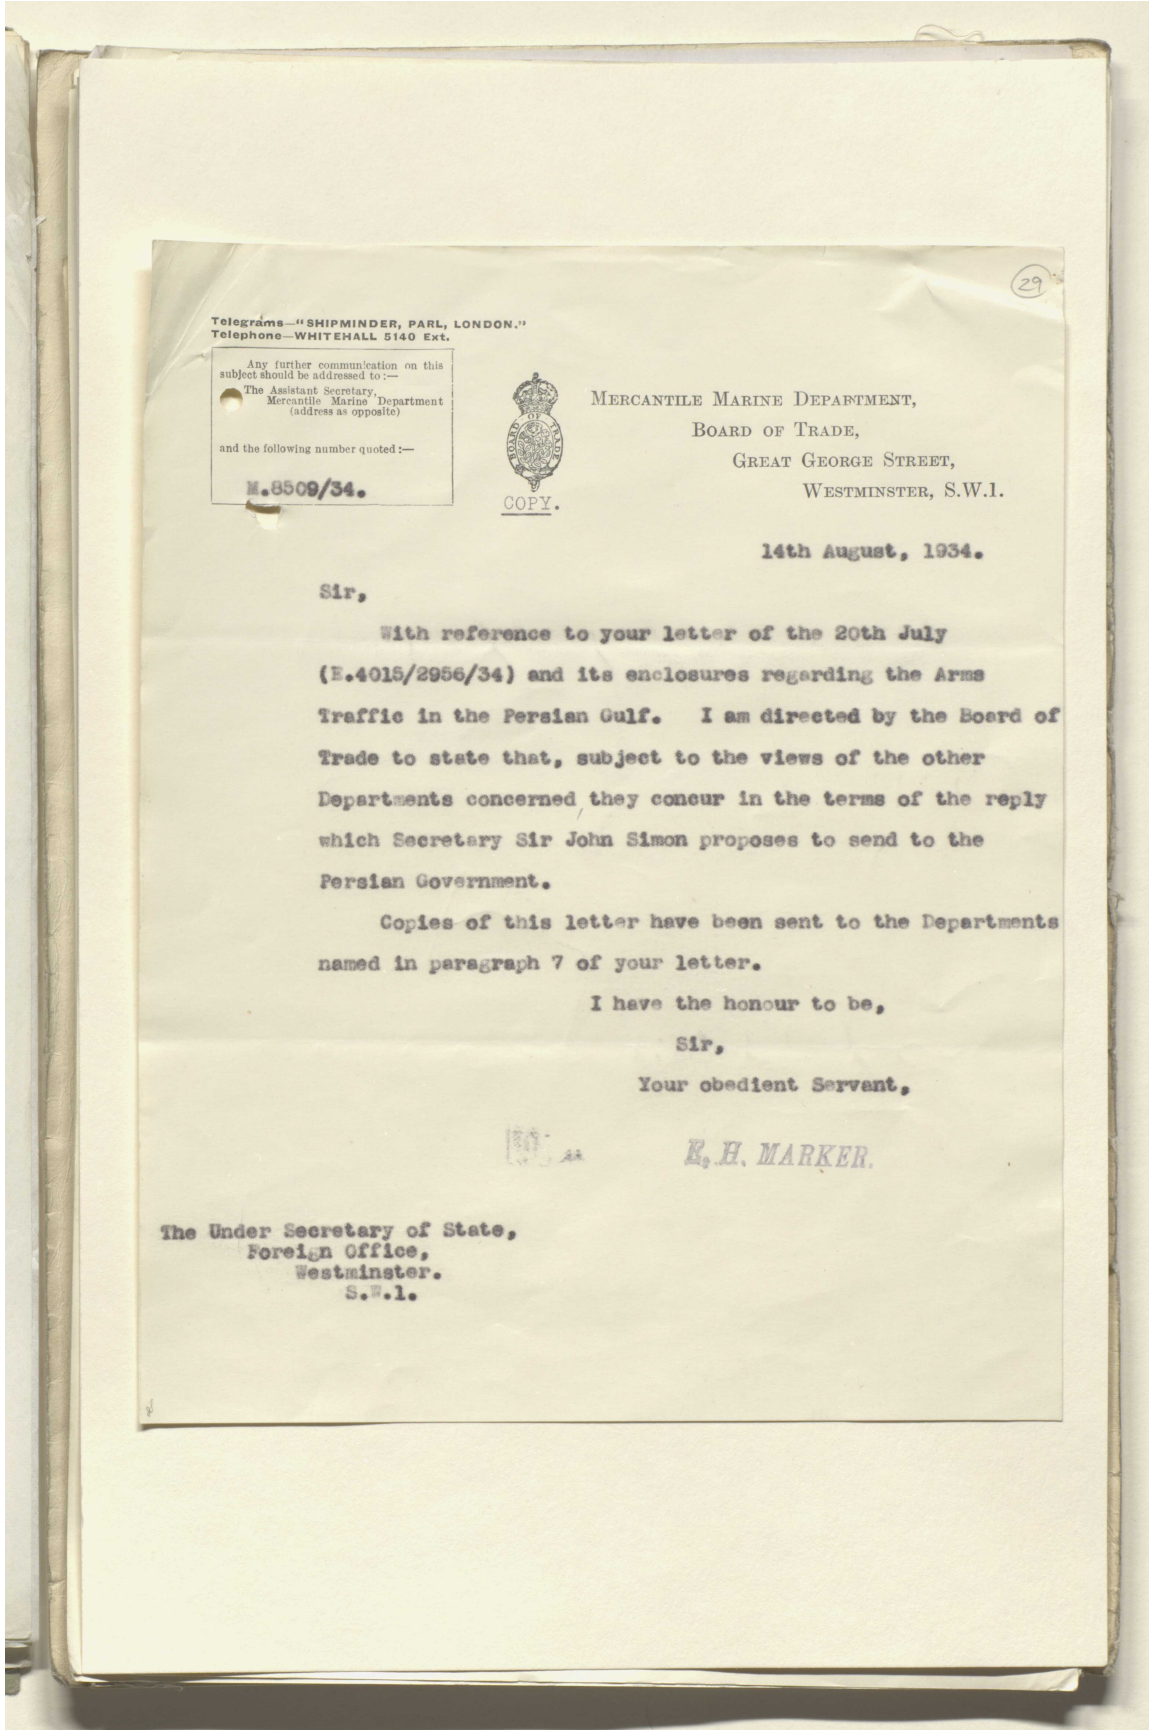 29
Telegrams—"SHIPMINDER, PARL, LONDON."
Telephone—WHITEHALL 5140 Ext.
Any further communication on this
subject should be addressed to :—
The Assistant Secretary,
Mercantile Marine Department
(address as opposite)
and the following number quoted :—
M.8509/34.
BOARD OF TRADE
COPY.
MERCANTILE MARINE DEPARTMENT,
BOARD OF TRADE,
GREAT GEORGE STREET,
WESTMINSTER, S.W.1.
14th August, 1934.
Sir,
With reference to your letter of the 20th July
(E.4015/2956/34) and its enclosures regarding the Arms
Traffic in the Persian Gulf. I am directed by the Board of
Trade to state that, subject to the views of the other
Departments concerned, they concur in the terms of the reply
which Secretary Sir John Simon proposes to send to the
Persian Government.
Copies of this letter have been sent to the Departments
named in paragraph 7 of your letter.
I have the honour to be,
Sir,
Your obedient Servant,
E. H. MARKER.
The Under Secretary of State,
Foreign Office,
Westminster.
S.W.1.